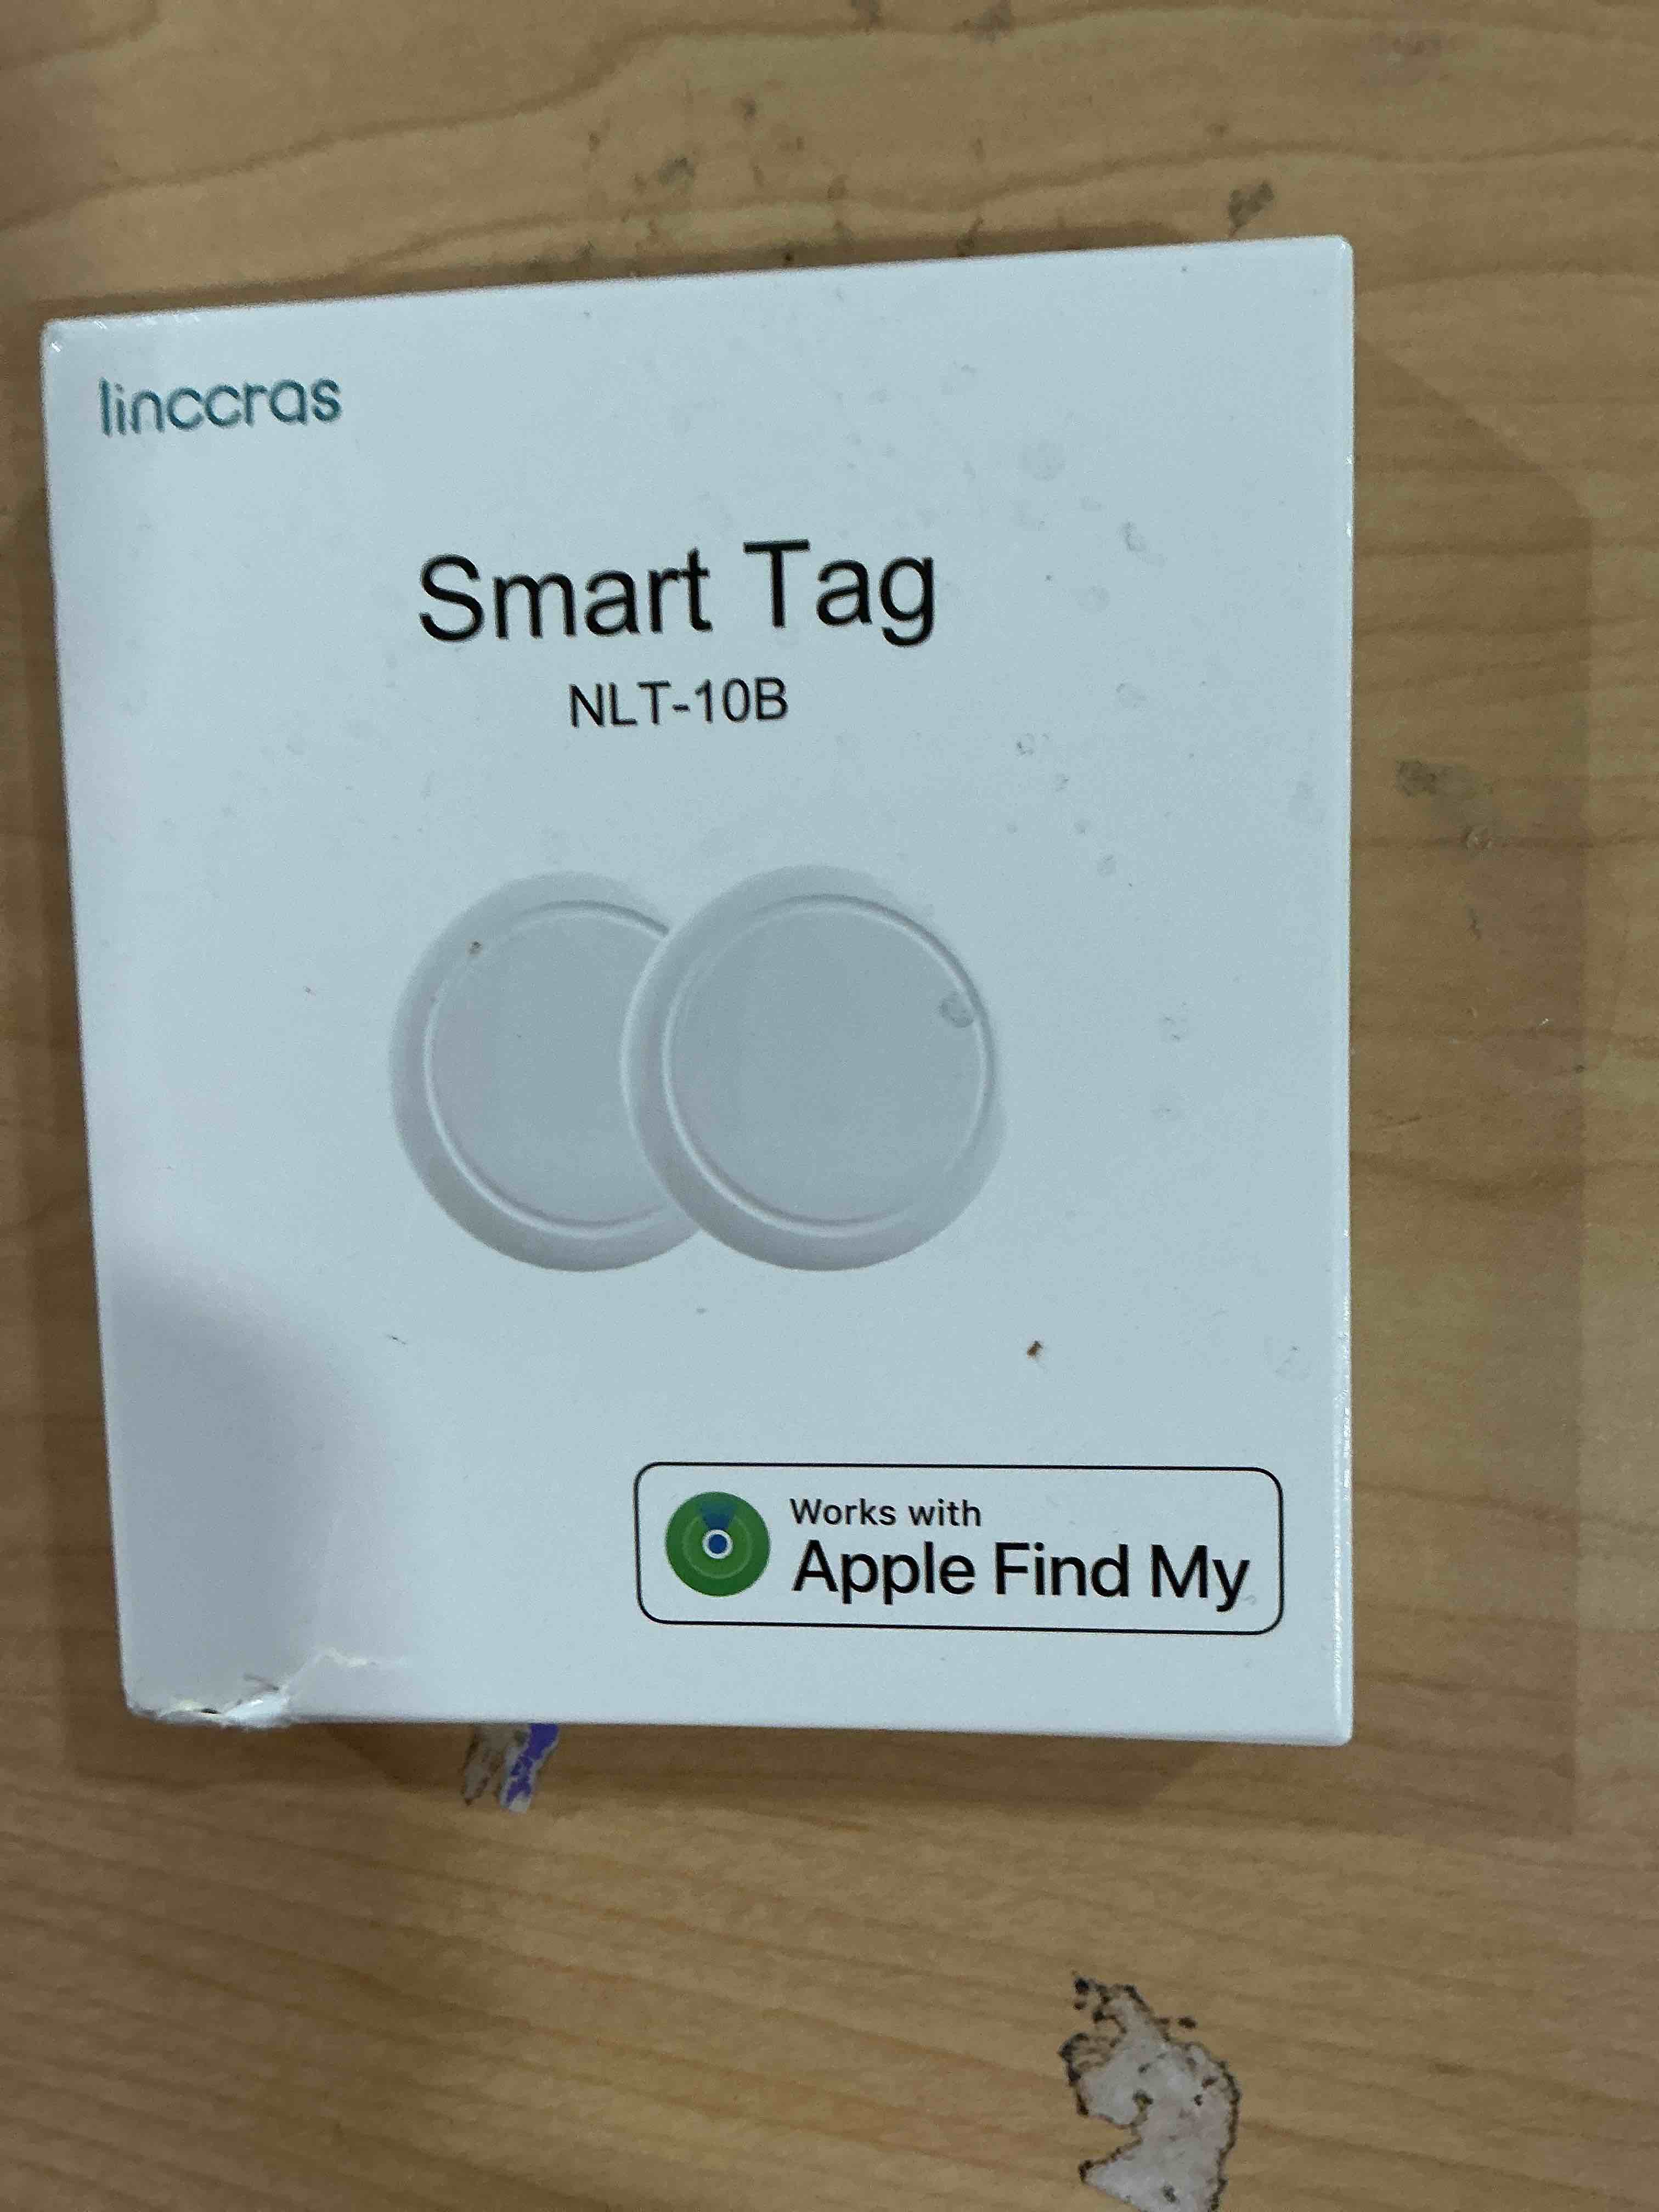 linccras
Smart Tag
NLT-10B
Works with
Apple Find My